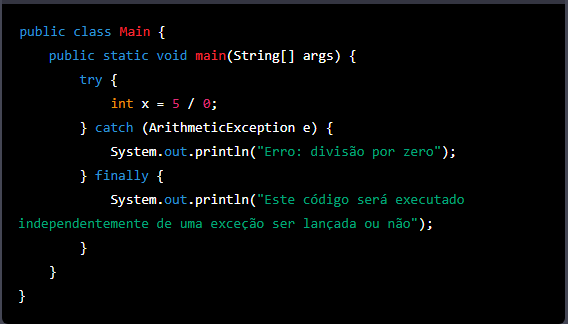 public class Main {
    public static void main(String[] args) {
        try {
            int x = 5 / 0;
        } catch (ArithmeticException e) {
            System.out.println("Erro: divisão por zero");
        } finally {
            System.out.println("Este código será executado
independentemente de uma exceção ser lançada ou não");
        }
    }
}